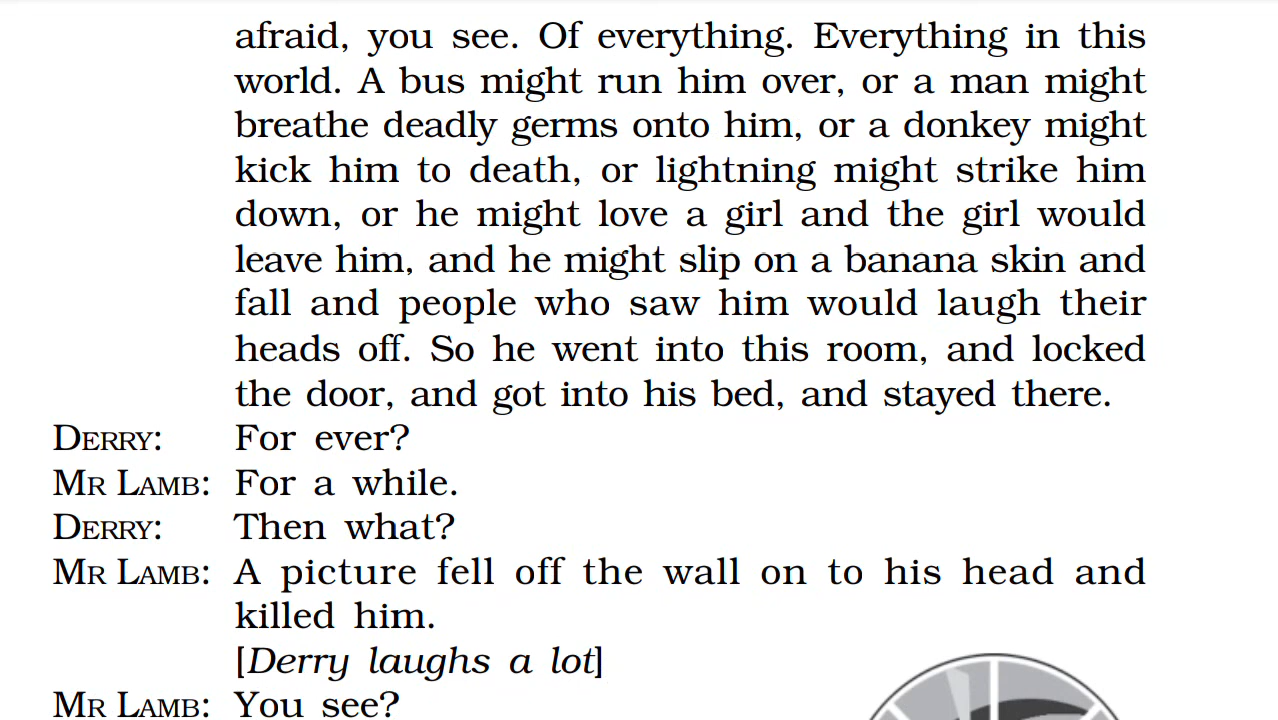 afraid, you see. Of everything. Everything in this
world. A bus might run him over, or a man might
breathe deadly germs onto him, or a donkey might
kick him to death, or lightning might strike him
down, or he might love a girl and the girl would
leave him, and he might slip on a banana skin and
fall and people who saw him would laugh their
heads off. So he went into this room, and locked
the door, and got into his bed, and stayed there.
DERRY: For ever?
MR LAMB: For a while.
DERRY: Then what?
MR LAMB: A picture fell off the wall on to his head and
killed him.
[Derry laughs a lot]
MR LAMB: You see?